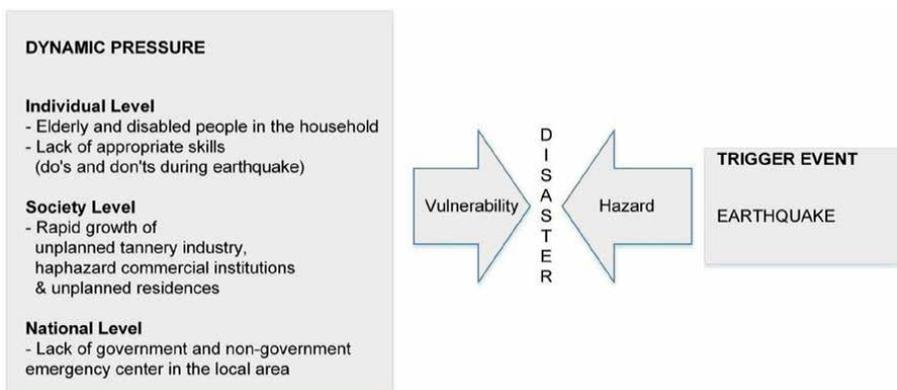 DYNAMIC PRESSURE
Individual Level
- Elderly and disabled people in the household
- Lack of appropriate skills
(do's and don'ts during earthquake)
Society Level
- Rapid growth of
unplanned tannery industry,
haphazard commercial institutions
& unplanned residences
National Level
- Lack of government and non-government
emergency center in the local area
Vulnerability
D
I
S
A
S
T
E
R
Hazard
TRIGGER EVENT
EARTHQUAKE